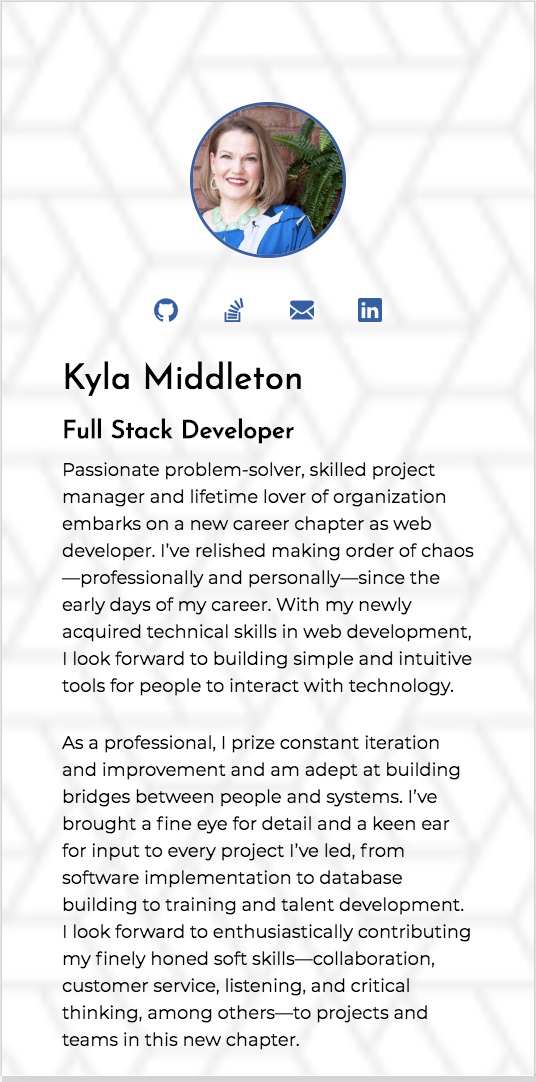 in
Kyla Middleton
Full Stack Developer
Passionate problem-solver, skilled project
manager and lifetime lover of organization
embarks on a new career chapter as web
developer. I've relished making order of chaos
—professionally and personally—since the
early days of my career. With my newly
acquired technical skills in web development,
I look forward to building simple and intuitive
tools for people to interact with technology.
As a professional, I prize constant iteration
and improvement and am adept at building
bridges between people and systems. I've
brought a fine eye for detail and a keen ear
for input to every project I've led, from
software implementation to database
building to training and talent development.
I look forward to enthusiastically contributing
my finely honed soft skills—collaboration,
customer service, listening, and critical
thinking, among others—to projects and
teams in this new chapter.